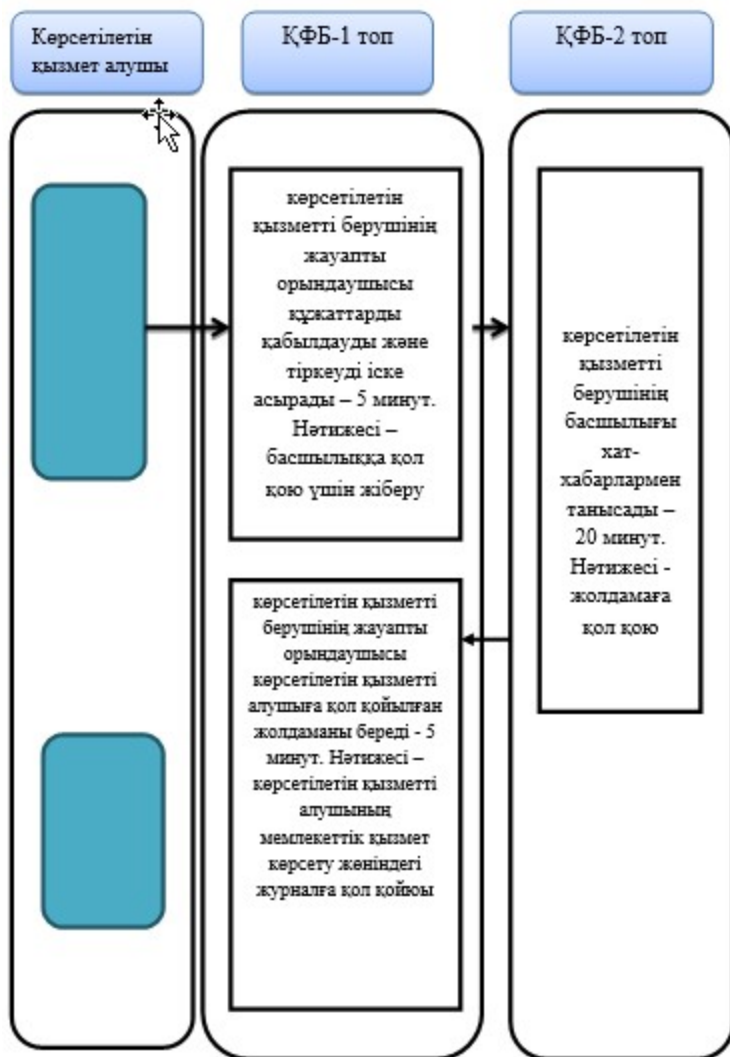 Көрсетілетін
қызмет алушы
ҚФБ-1 топ
ҚФБ-2 топ
көрсетілетін
қызметті берушінің
жауапты
орындаушысы
құжаттарды
қабылдауды және
тіркеуді іске
асырады – 5 минут.
Нәтижесі –
басшылыққа қол
қою үшін жіберу
көрсетілетін
қызметті
берушінің
басшылығы
хат-
хабарлармен
танысады –
20 минут.
Нәтижесі -
жолдамаға
қол қою
көрсетілетін қызметті
берушінің жауапты
орындаушысы
көрсетілетін қызметті
алушыға қол қойылған
жолдаманы береді - 5
минут. Нәтижесі –
көрсетілетін қызметті
алушының
мемлекеттік қызмет
көрсету жөніндегі
журналға қол қойюы